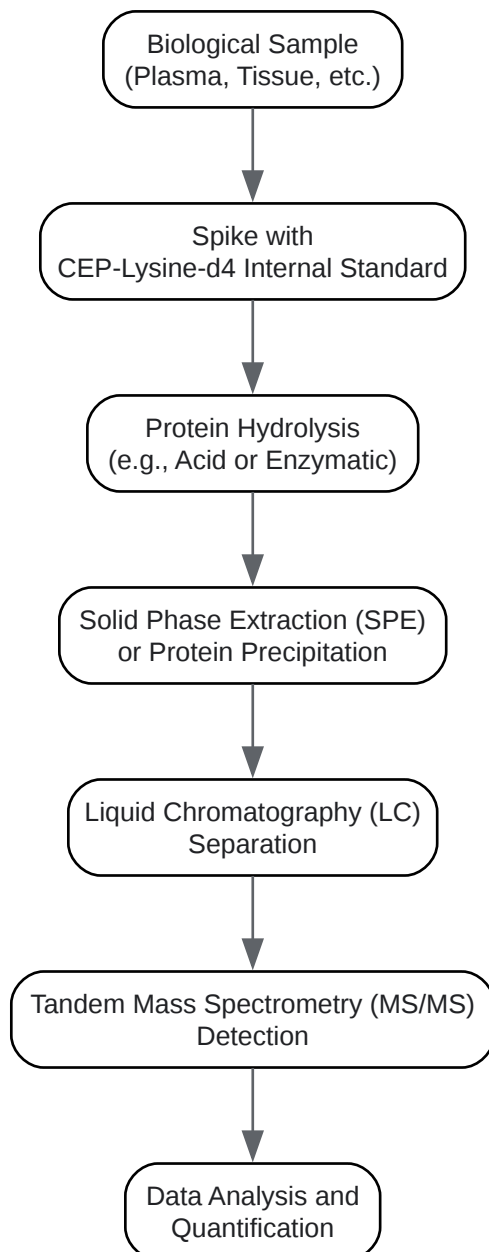 Biological Sample
(Plasma, Tissue, etc.)
Spike with
CEP-Lysine-d4 Internal Standard
Protein Hydrolysis
(e.g., Acid or Enzymatic)
Solid Phase Extraction (SPE)
or Protein Precipitation
Liquid Chromatography (LC)
Separation
Tandem Mass Spectrometry (MS/MS)
Detection
Data Analysis and
Quantification